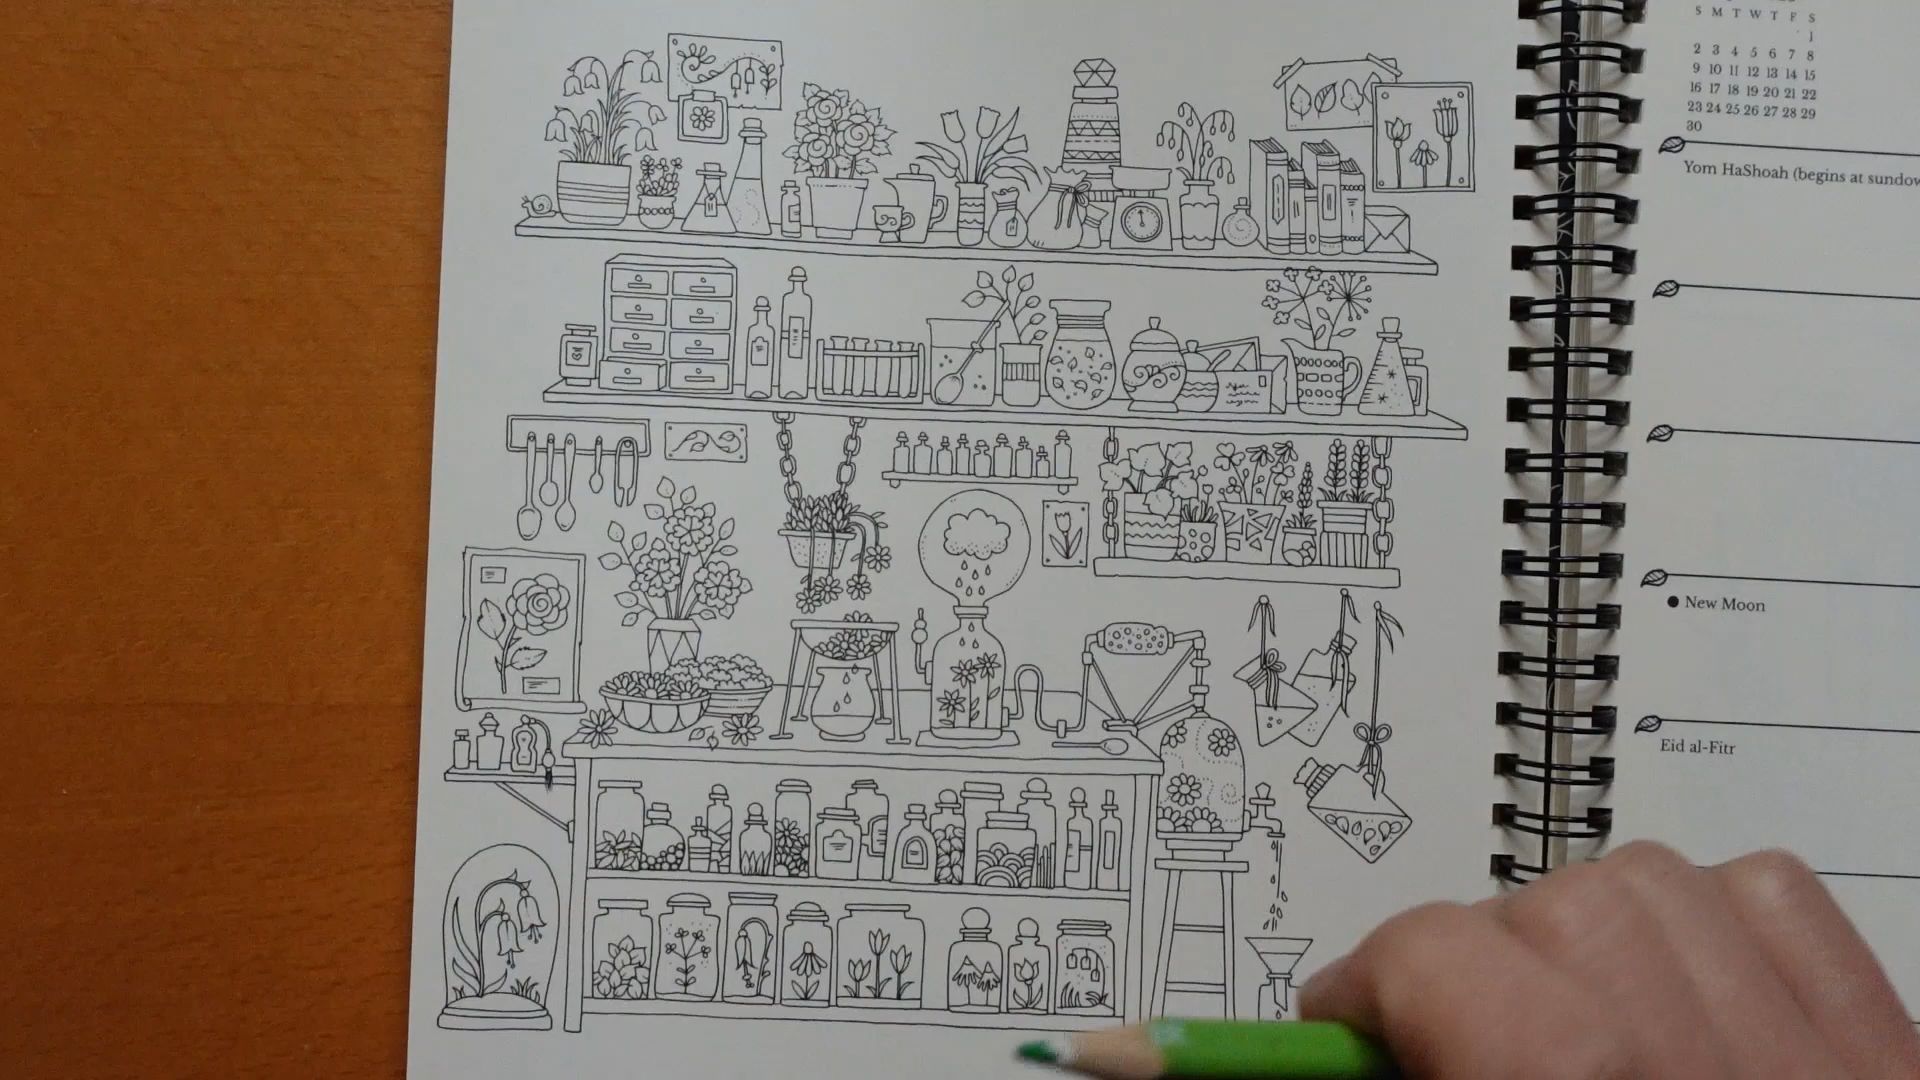 S M T W T F S
1
2 3 4 5 6 7 8
9 10 11 12 13 14 15
16 17 18 19 20 21 22
23 24 25 26 27 28 29
30
Yom HaShoah (begins at
New Moon
Eid al-Fitr